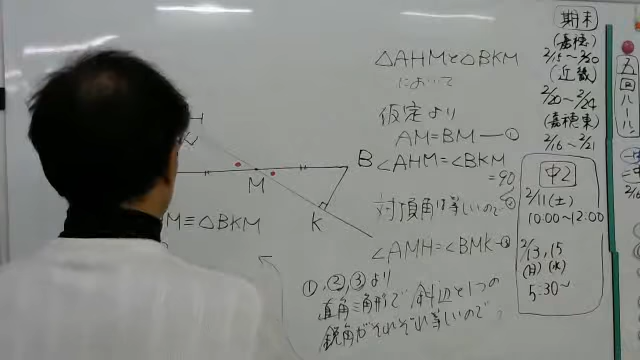 △AHMと△BKM
において
仮定より
AM=BM—①
∠AHM=∠BKM
=90
対頂角は等しいので
∠AMH=∠BMK—③
①,②,③より
直角三角形で斜辺と1つの
鋭角がそれぞれ等しいので
H
M
B
K
M≡△BKM
期末
(嘉穂)
2/15〜2/20
(近畿)
2/20〜2/24
(嘉穂東)
2/16〜2/21
中2
2/11(土)
10:00〜12:00
2/13,15
(月)(水)
5:30〜